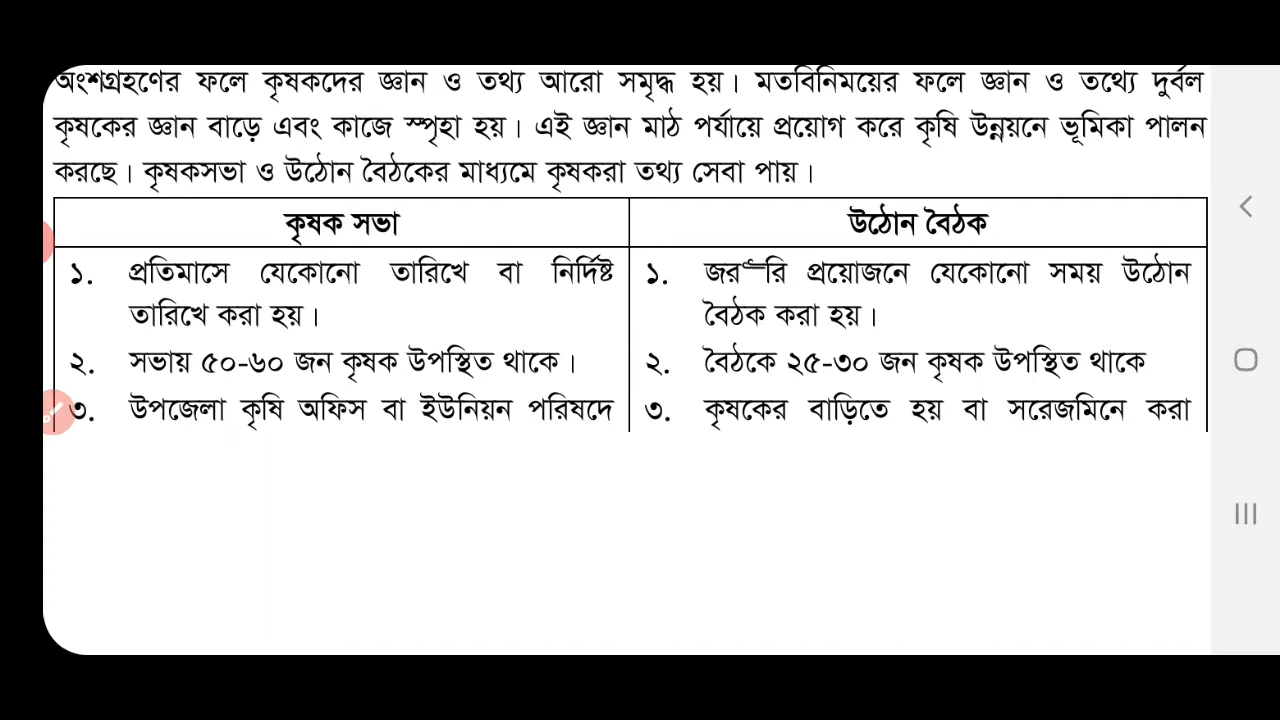 অংশগ্রহণের ফলে কৃষকদের জ্ঞান ও তথ্য আরো সমৃদ্ধ হয়। মতবিনিময়ের ফলে জ্ঞান ও তথ্যে দুর্বল
কৃষকের জ্ঞান বাড়ে এবং কাজে স্পৃহা হয়। এই জ্ঞান মাঠ পর্যায়ে প্রয়োগ করে কৃষি উন্নয়নে ভূমিকা পালন
করছে। কৃষকসভা ও উঠোন বৈঠকের মাধ্যমে কৃষকরা তথ্য সেবা পায়।
কৃষক সভা
১. প্রতিমাসে যেকোনো তারিখে বা নির্দিষ্ট
তারিখে করা হয়।
২. সভায় ৫০-৬০ জন কৃষক উপস্থিত থাকে।
৩. উপজেলা কৃষি অফিস বা ইউনিয়ন পরিষদে
উঠোন বৈঠক
১. প্রয়োজনে যেকোনো সময় উঠোন
বৈঠক করা হয়।
২. বৈঠকে ২৫-৩০ জন কৃষক উপস্থিত থাকে
৩. কৃষকের বাড়িতে হয় বা সরেজমিনে করা